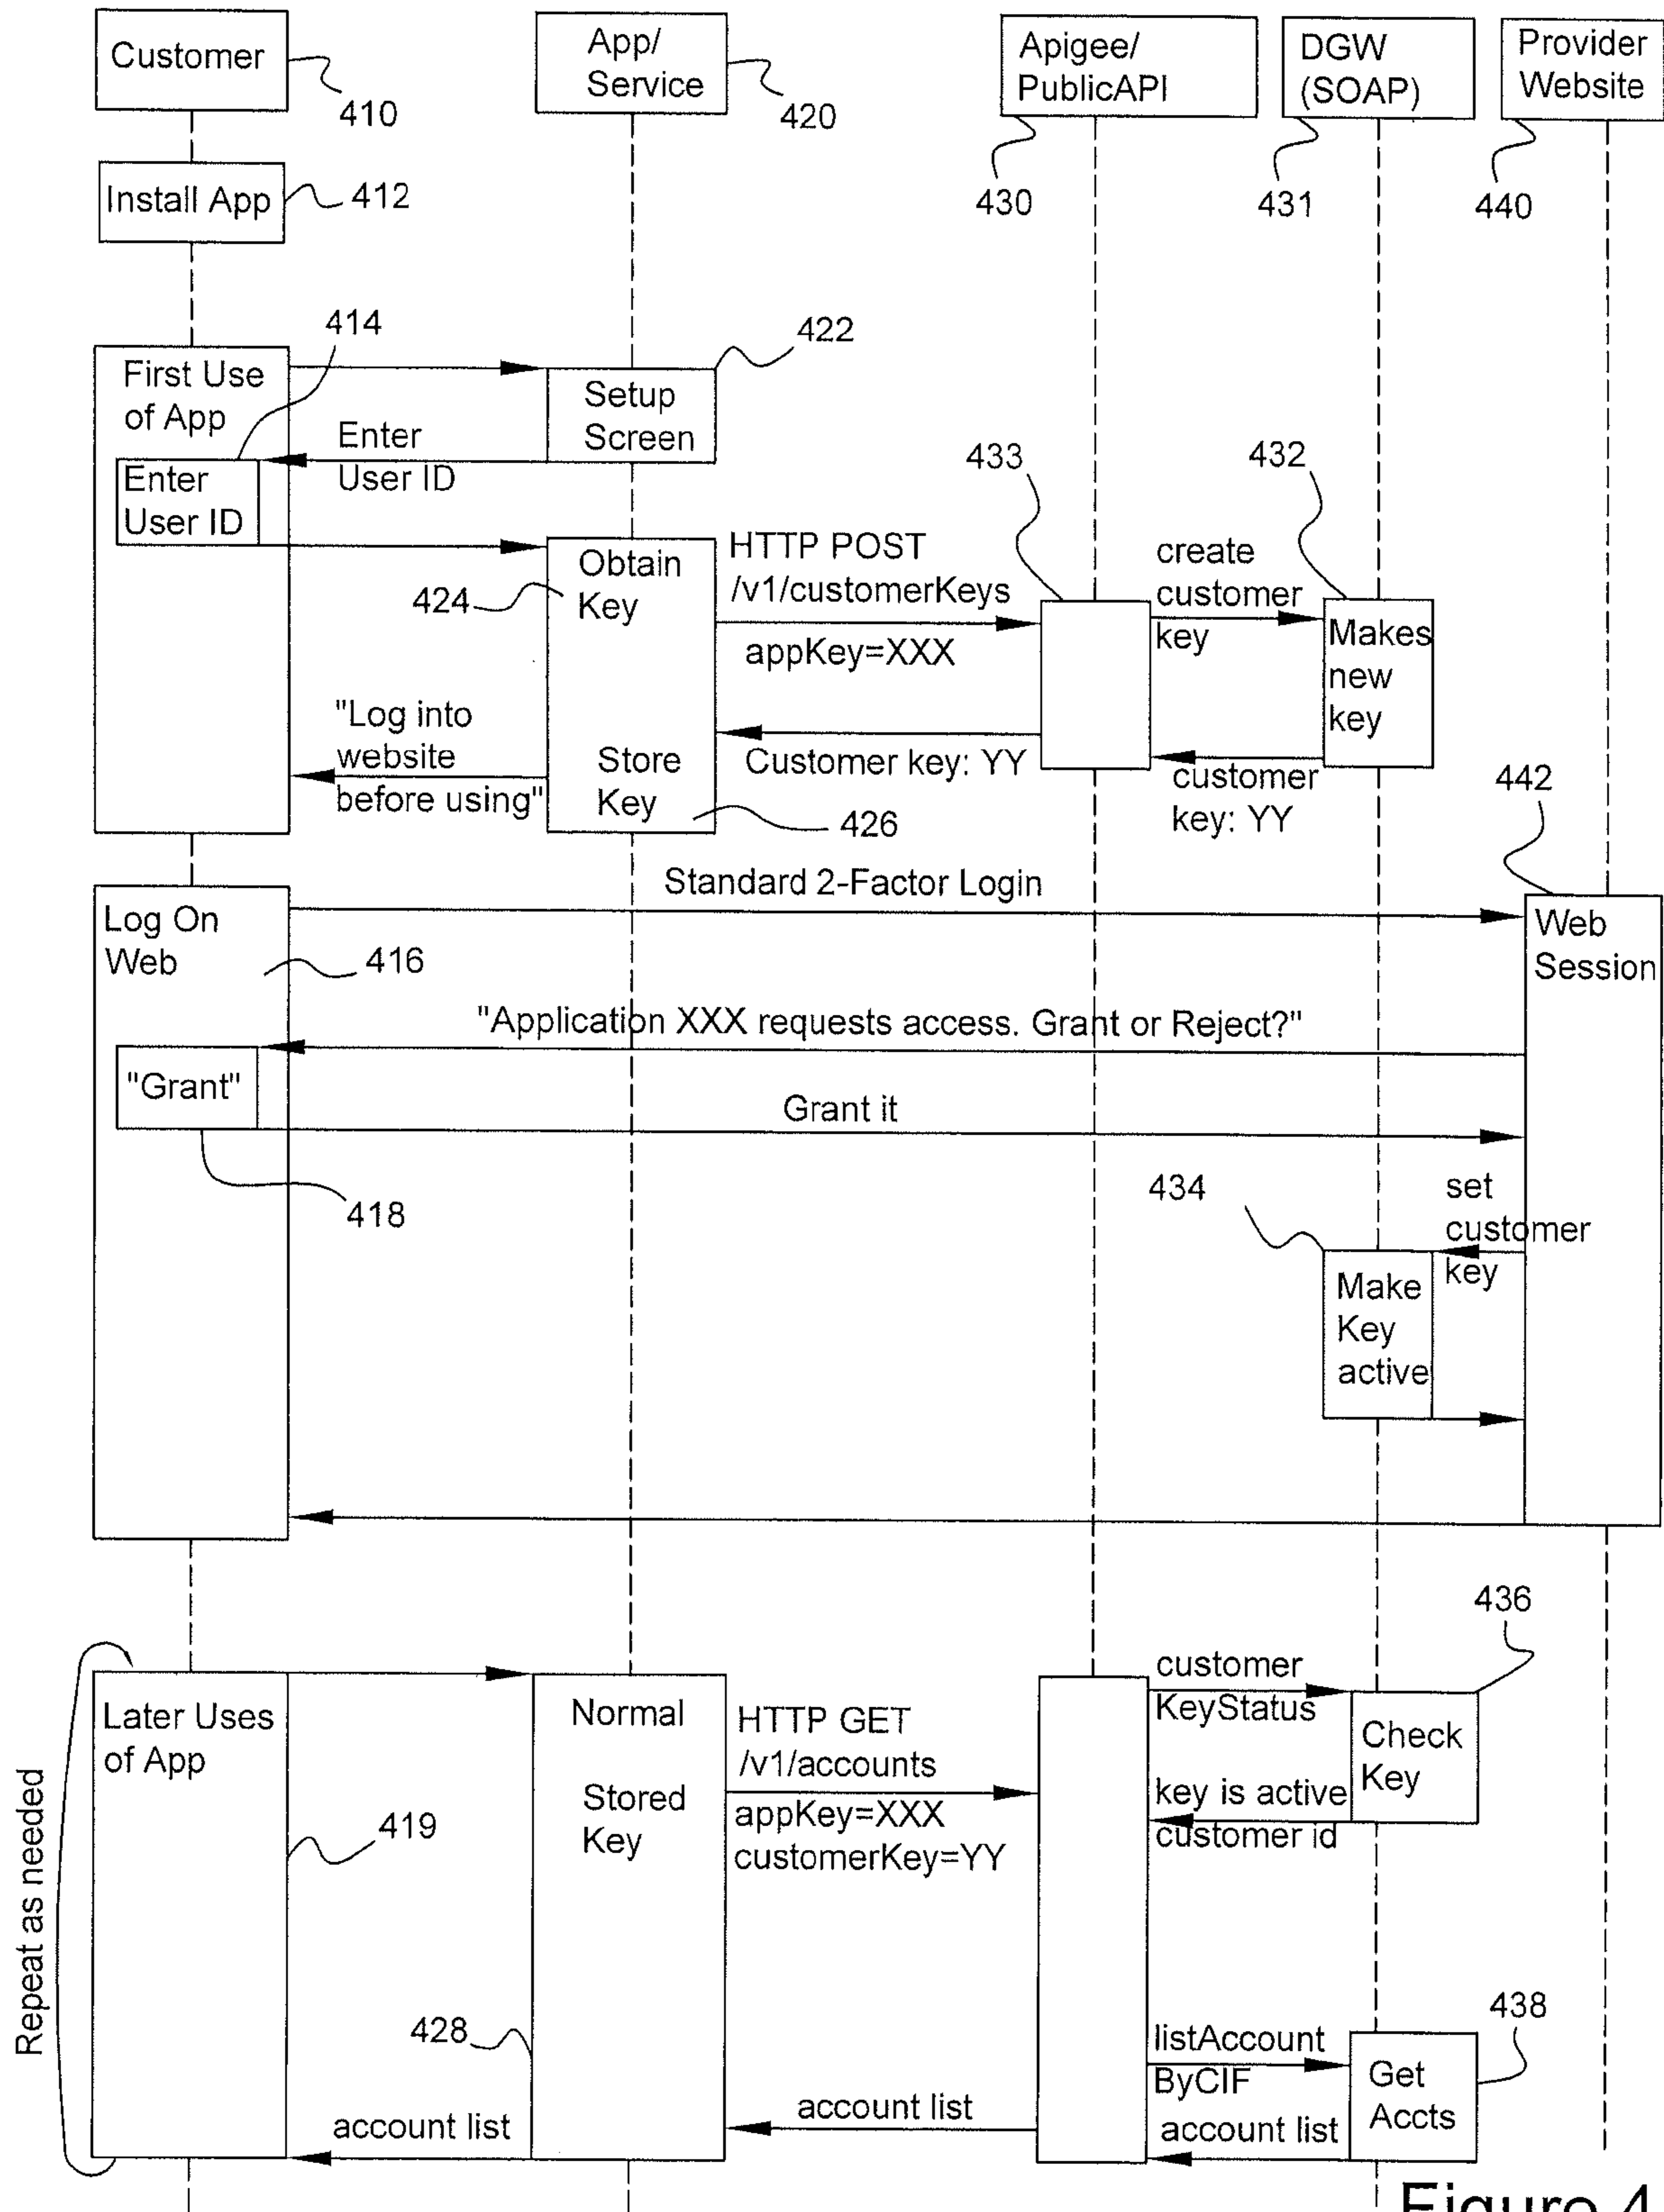 Customer
410
App/
Service
420
Apigee/
PublicAPI
430
DGW
(SOAP)
431
Provider
Website
440
Install App
412
414
422
First Use
of App
Setup
Screen
Enter
User ID
Enter
User ID
433
432
Obtain
Key
424
HTTP POST
/v1/customerKeys
appKey=XXX
create
customer
key
Makes
new
key
"Log into
website
before using"
Store
Key
426
Customer key: YY
customer
key: YY
442
Standard 2-Factor Login
Log On
Web
416
Web
Session
"Application XXX requests access. Grant or Reject?"
"Grant"
Grant it
418
434
set
customer
key
Make
Key
active
436
Repeat as needed
Later Uses
of App
419
Normal
Stored
Key
428
HTTP GET
/v1/accounts
appKey=XXX
customerKey=YY
customer
KeyStatus
Check
Key
key is active
customer id
438
listAccount
ByCIF
Get
Accts
account list
account list
account list
Figure 4